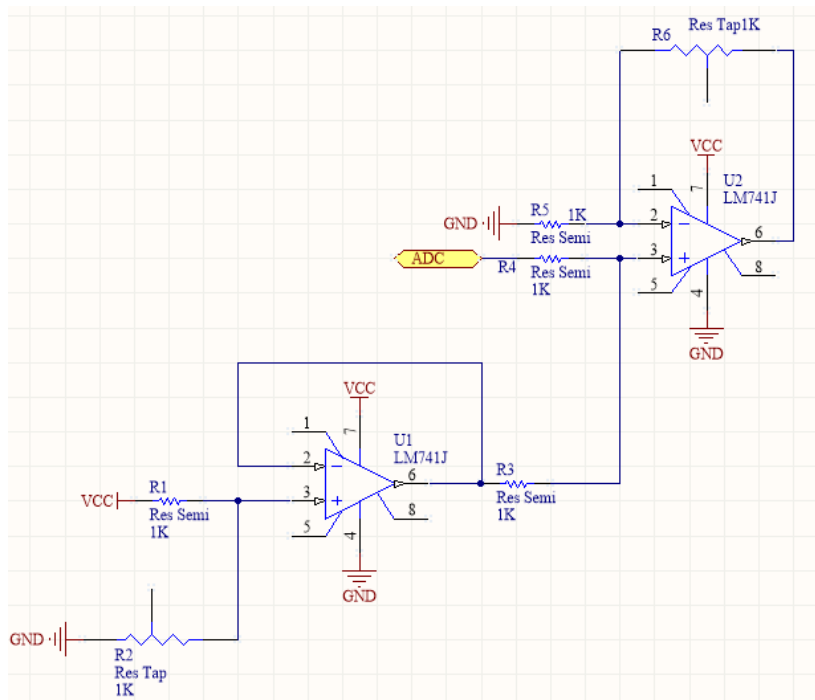 R6 Res Tap1K
VCC
1
7
U2
LM741J
R5 1K
2
GND
Res Semi
6
ADC
3
R4
Res Semi
1K
5
4
8
GND
VCC
1
7
U1
LM741J
2
6
R3
Res Semi
1K
R1
VCC
3
Res Semi
1K
5
4
8
GND
GND
R2
Res Tap
1K